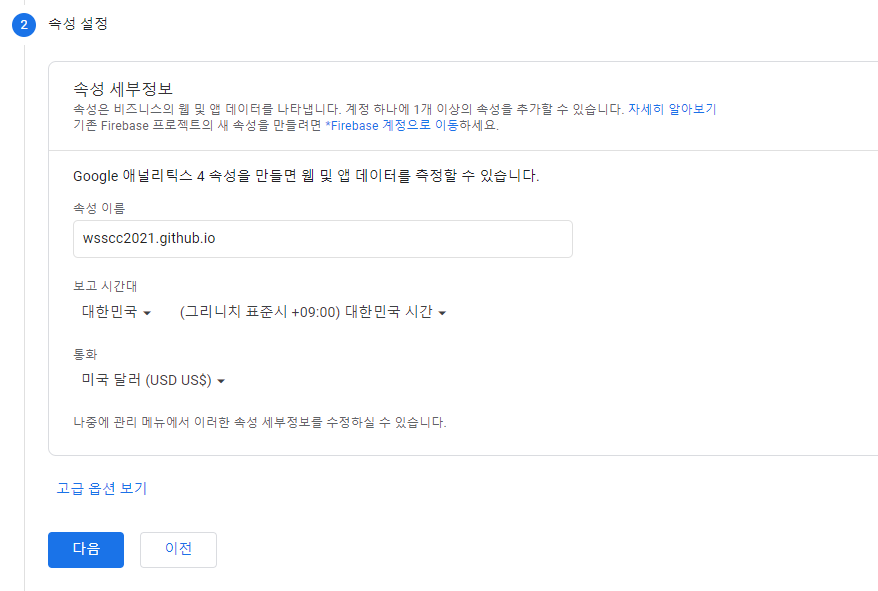 2 속성 설정
속성 세부정보
속성은 비즈니스의 웹 및 앱 데이터를 나타냅니다. 계정 하나에 1개 이상의 속성을 추가할 수 있습니다. 자세히 알아보기
기존 Firebase 프로젝트의 새 속성을 만들려면 *Firebase 계정으로 이동하세요.
Google 애널리틱스 4 속성을 만들면 웹 및 앱 데이터를 측정할 수 있습니다.
속성 이름
wsscc2021.github.io
보고 시간대
대한민국 (그리니치 표준시 +09:00) 대한민국 시간
통화
미국 달러 (USD US$)
나중에 관리 메뉴에서 이러한 속성 세부정보를 수정하실 수 있습니다.
고급 옵션 보기
다음 이전